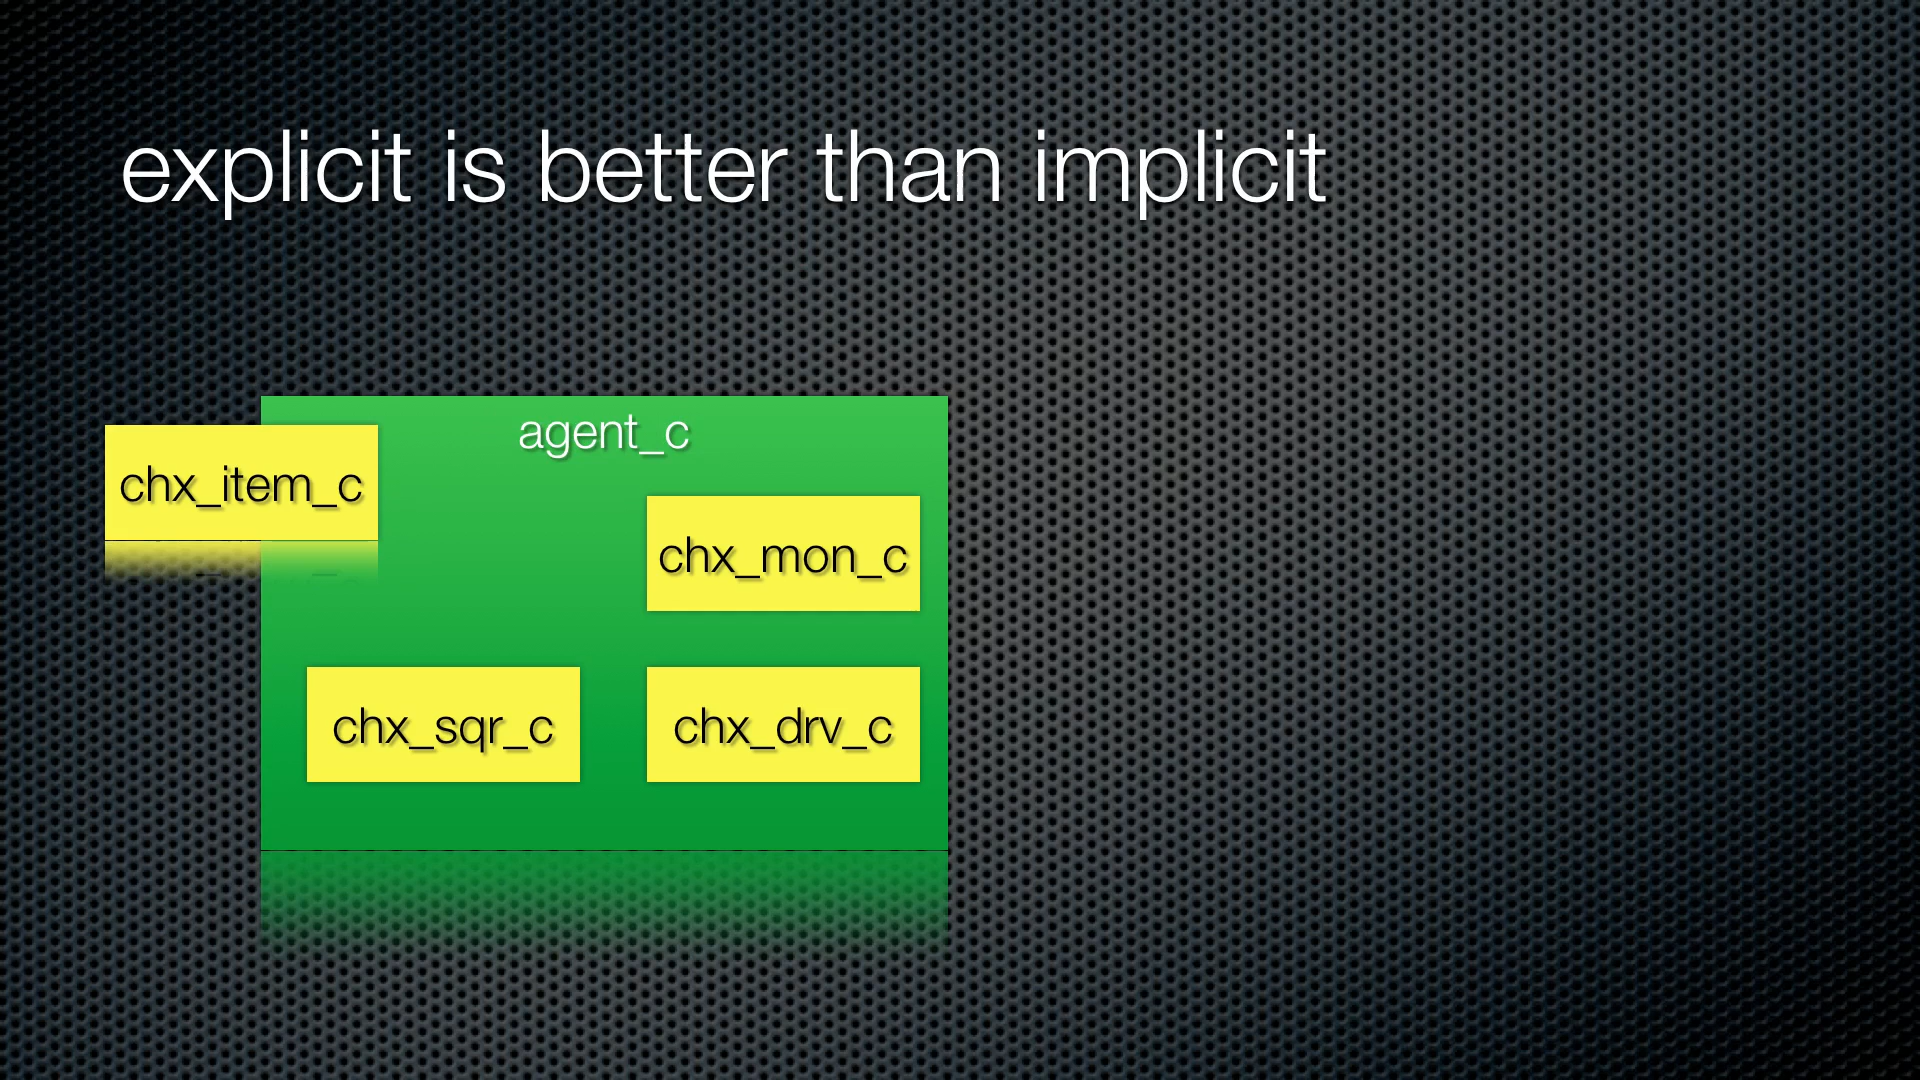 explicit is better than implicit
agent_c
chx_item_c
chx_mon_c
chx_sqr_c
chx_drv_c